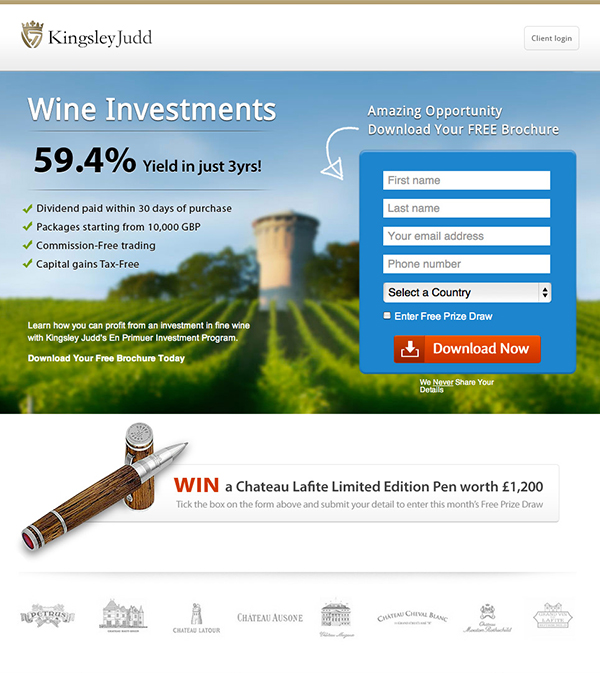 Kingsley Judd
Client login
Wine Investments
59.4% Yield in just 3yrs!
Dividend paid within 30 days of purchase
Packages starting from 10,000 GBP
Commission-Free trading
Capital gains Tax-Free
Learn how you can profit from an investment in fine wine
with Kingsley Judd's En Primuer Investment Program.
Download Your Free Brochure Today
Amazing Opportunity
Download Your FREE Brochure
First name
Last name
Your email address
Phone number
Select a Country
Enter Free Prize Draw
Download Now
We Never Share Your
Details
WIN a Chateau Lafite Limited Edition Pen worth £1,200
Tick the box on the form above and submit your detail to enter this month's Free Prize Draw
PETRUS
CHATEAU LATOUR
CHATEAU AUSONE
Château Margaux
CHATEAU CHEVAL BLANC
Château
Mouton Rothschild
LAFITE